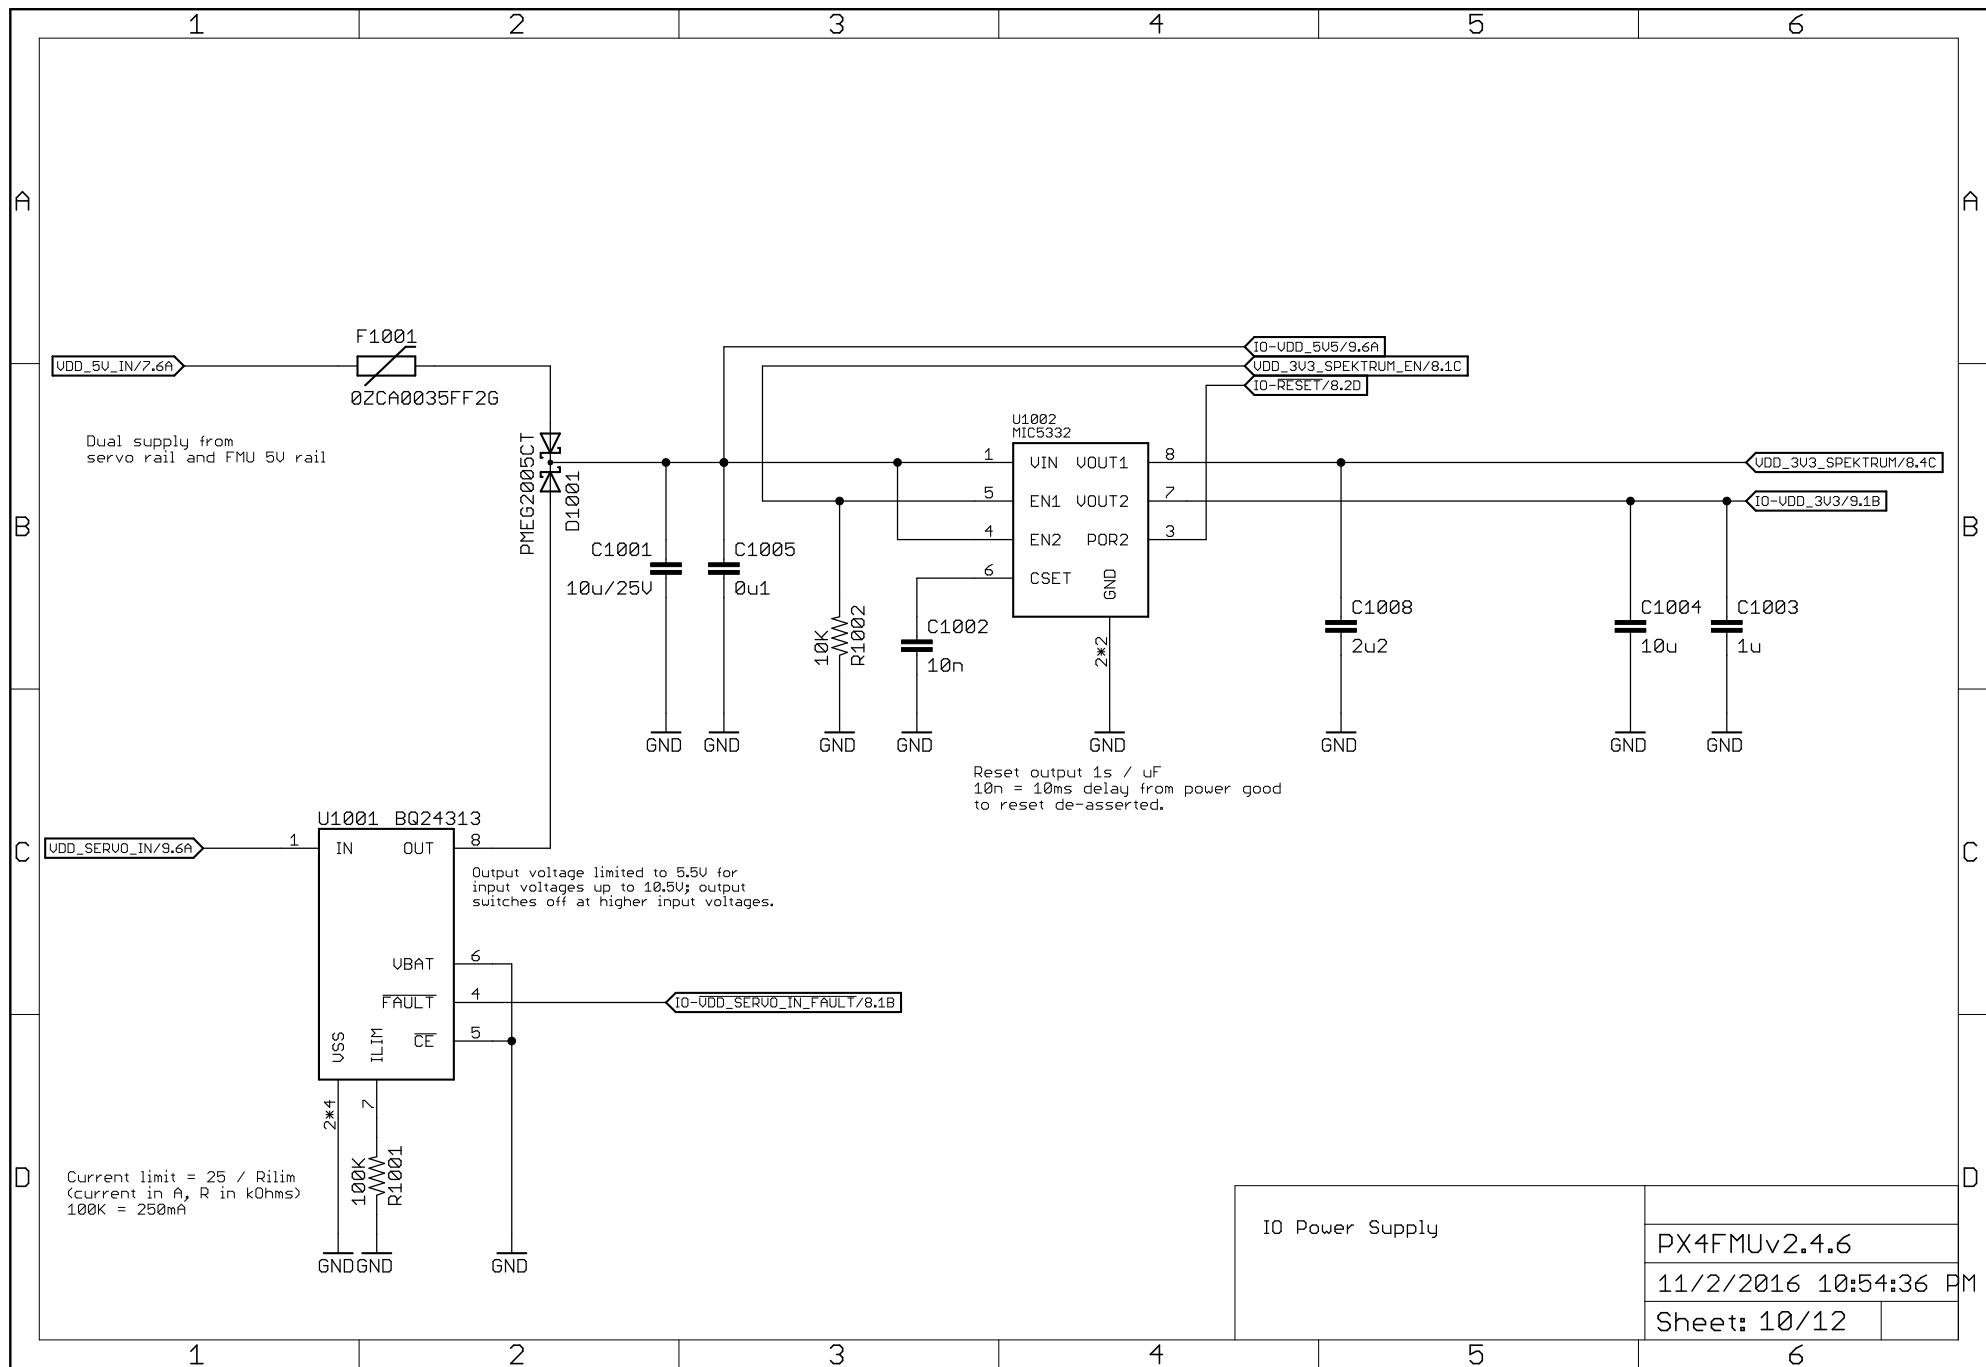 1 2 3 4 5 6
A A
F1001
VDD_5V_IN/7.6A
0ZCA0035FF2G
IO-VDD_5V5/9.6A
VDD_3V3_SPEKTRUM_EN/8.1C
IO-RESET/8.2D
Dual supply from
servo rail and FMU 5V rail
PMEG2005CT
D1001
U1002
MIC5332
1 VIN VOUT1 8
5 EN1 VOUT2 7
4 EN2 POR2 3
6 CSET GND
2*2
VDD_3V3_SPEKTRUM/8.4C
IO-VDD_3V3/9.1B
B B
C1001
10u/25V
C1005
0u1
10K
R1002
C1002
10n
C1008
2u2
C1004
10u
C1003
1u
GND GND GND GND GND GND GND GND
Reset output 1s / uF
10n = 10ms delay from power good
to reset de-asserted.
U1001 BQ24313
C C
VDD_SERVO_IN/9.6A
1 IN OUT 8
Output voltage limited to 5.5V for
input voltages up to 10.5V; output
switches off at higher input voltages.
VBAT 6
FAULT 4
IO-VDD_SERVO_IN_FAULT/8.1B
VSS ILIM CE 5
2*4 7
100K
R1001
D D
Current limit = 25 / Rilim
(current in A, R in kOhms)
100K = 250mA
GND GND GND
IO Power Supply
PX4FMUv2.4.6
11/2/2016 10:54:36 PM
Sheet: 10/12
1 2 3 4 5 6